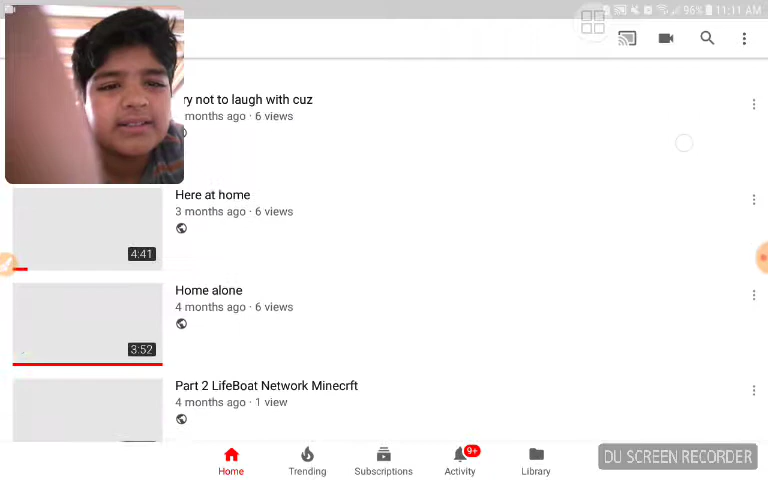 96% 11:11 AM
ry not to laugh with cuz
months ago · 6 views
Here at home
3 months ago · 6 views
4:41
Home alone
4 months ago · 6 views
3:52
Part 2 LifeBoat Network Minecrft
4 months ago · 1 view
9+
Home Trending Subscriptions Activity Library
DU SCREEN RECORDER